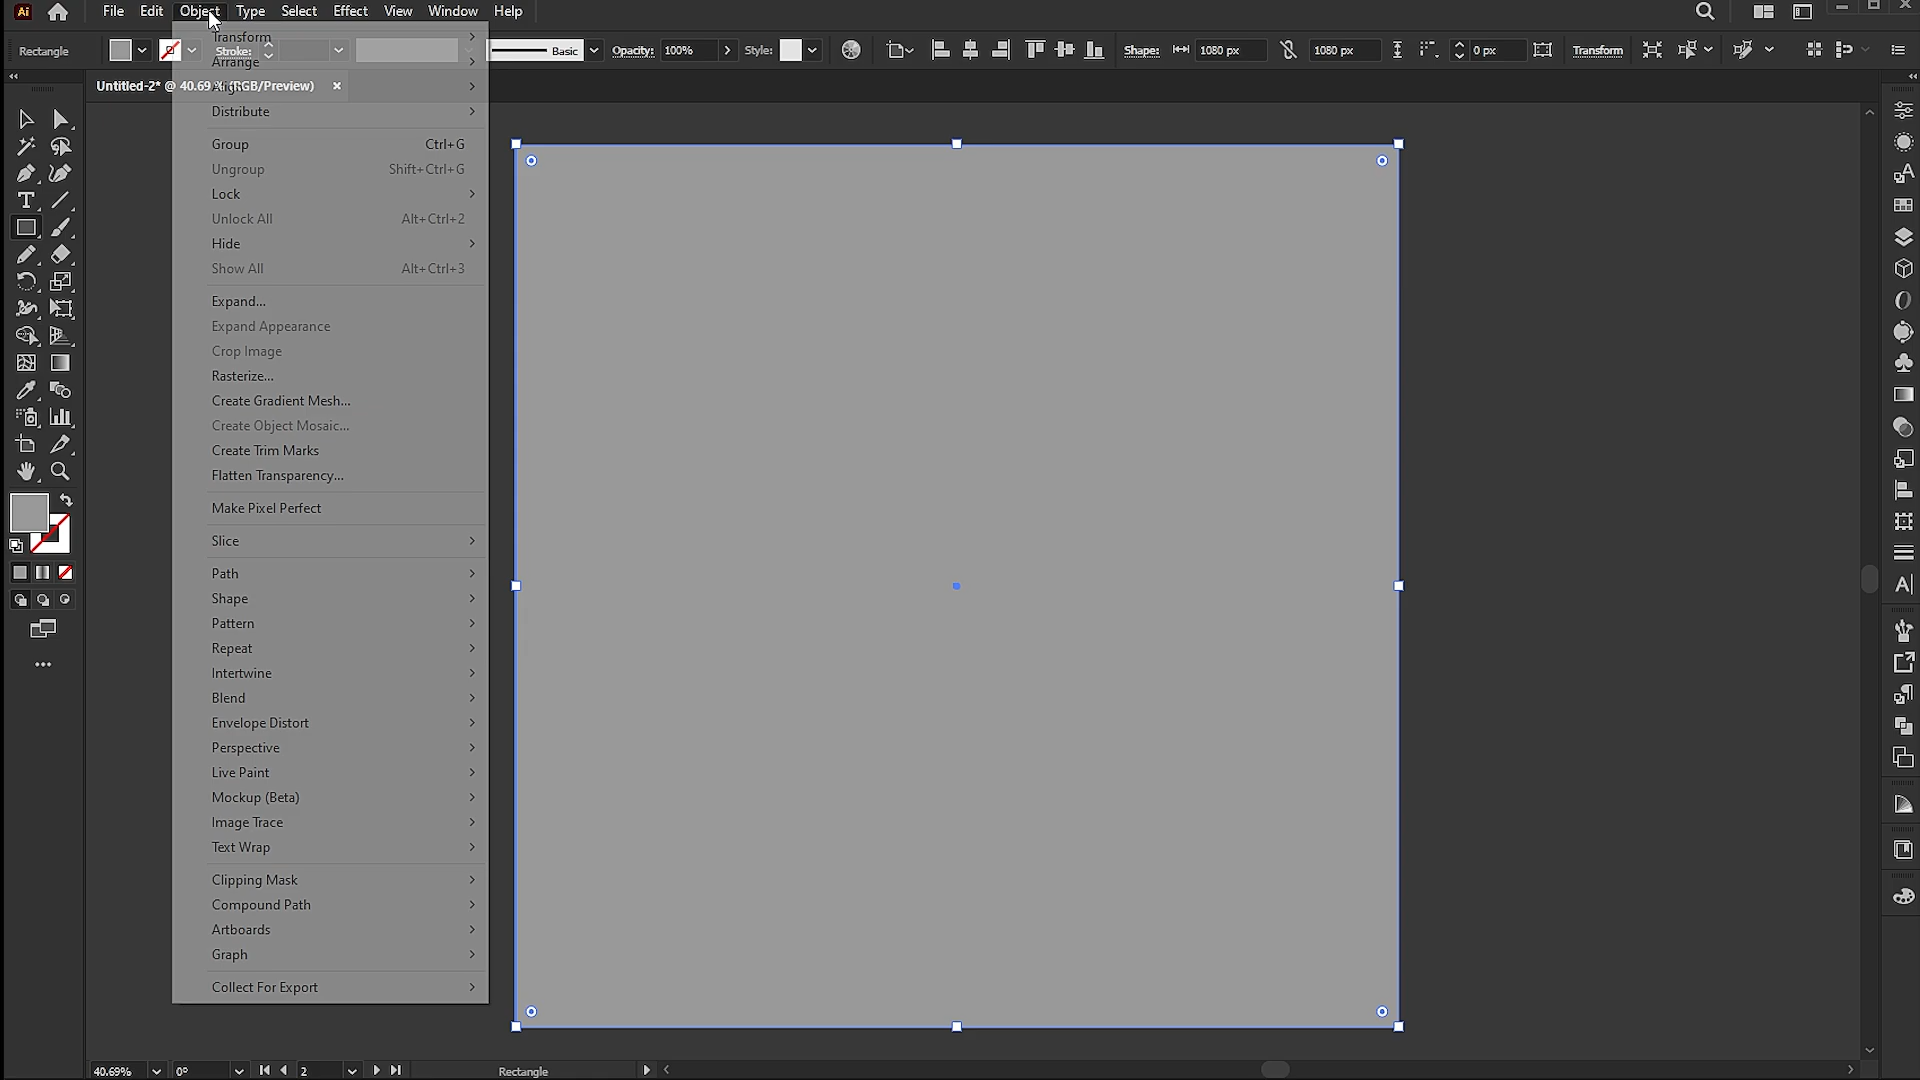 Ai File Edit Object Type Select Effect View Window Help
Rectangle Stroke: Basic Opacity: 100% Style: Shape: 1080 px 1080 px 0 px Transform
Untitled-2* @ 40.69 % (RGB/Preview) ×
Transform
Arrange
Align
Distribute
Group Ctrl+G
Ungroup Shift+Ctrl+G
Lock
Unlock All Alt+Ctrl+2
Hide
Show All Alt+Ctrl+3
Expand...
Expand Appearance
Crop Image
Rasterize...
Create Gradient Mesh...
Create Object Mosaic...
Create Trim Marks
Flatten Transparency...
Make Pixel Perfect
Slice
Path
Shape
Pattern
Repeat
Intertwine
Blend
Envelope Distort
Perspective
Live Paint
Mockup (Beta)
Image Trace
Text Wrap
Clipping Mask
Compound Path
Artboards
Graph
Collect For Export
40.69% 0° 2 Rectangle